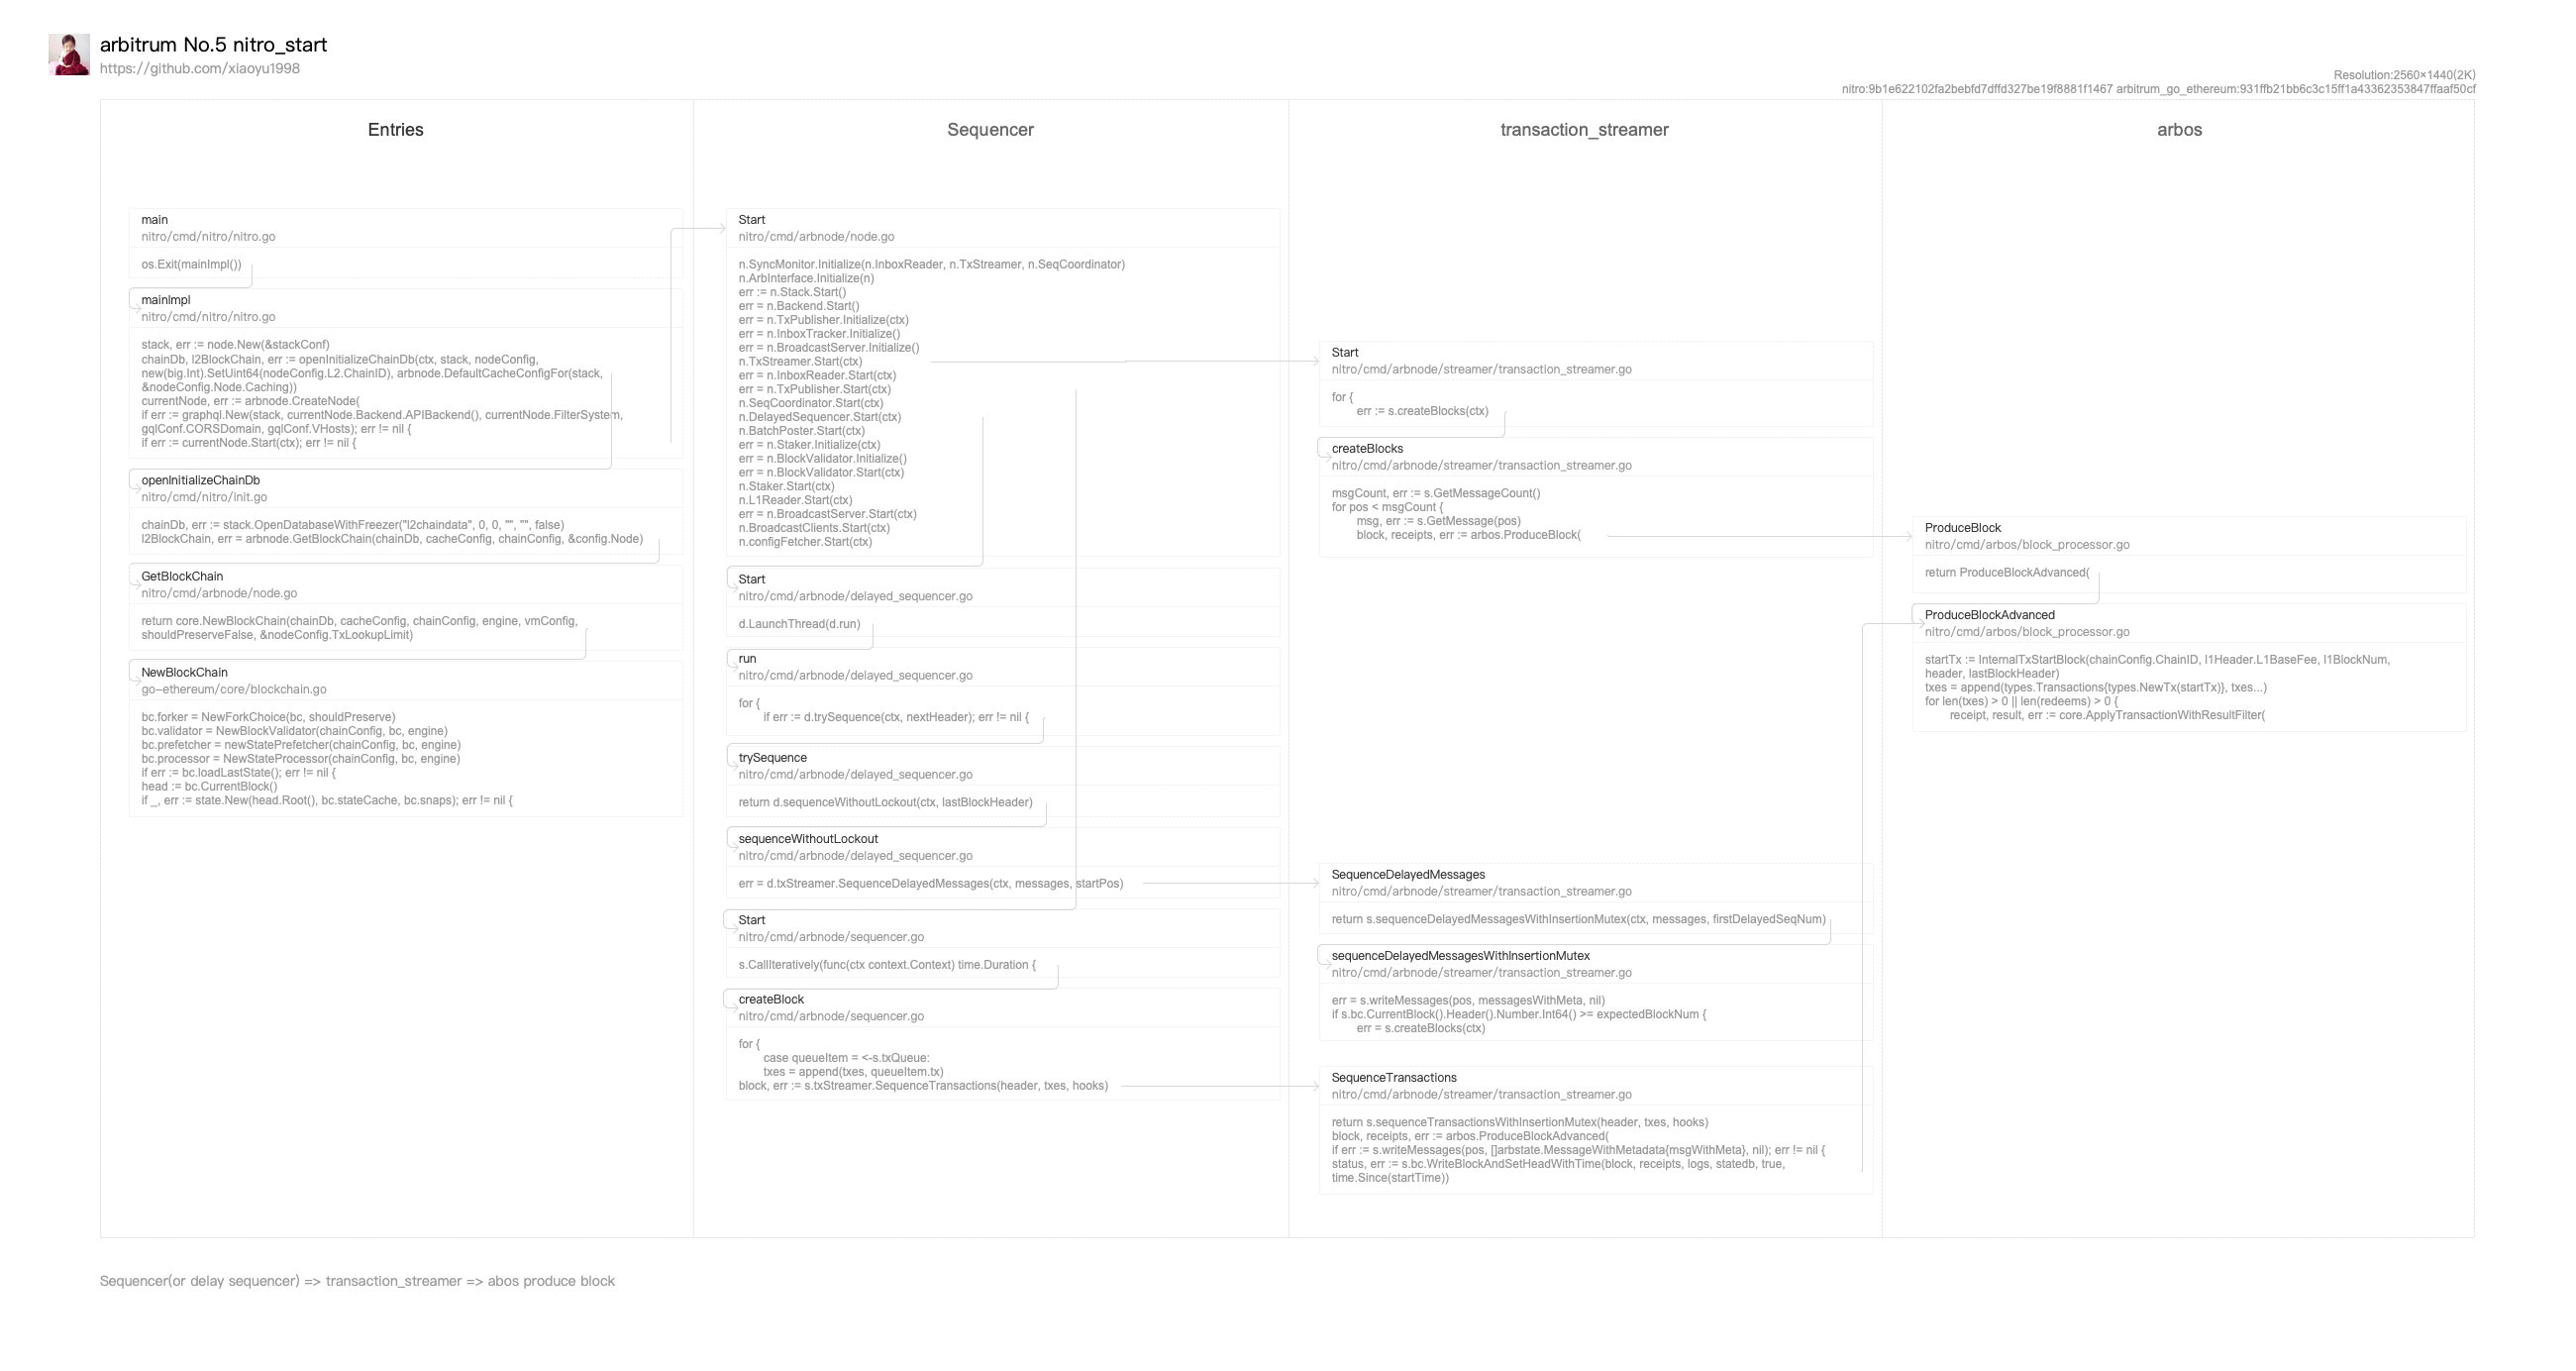 arbitrum No.5 nitro_start
https://github.com/xiaoyu1998
Resolution:2560×1440(2K)
nitro:9b1e622102fa2bebfd7dffd327be19f8881f1467 arbitrum_go_ethereum:931ffb21bb6c3c15ff1a43362353847ffaaf50cf
Entries
main
nitro/cmd/nitro/nitro.go
os.Exit(mainImpl())
mainImpl
nitro/cmd/nitro/nitro.go
stack, err := node.New(&stackConf)
chainDb, l2BlockChain, err := openInitializeChainDb(ctx, stack, nodeConfig,
new(big.Int).SetUint64(nodeConfig.L2.ChainID), arbnode.DefaultCacheConfigFor(stack,
&nodeConfig.Node.Caching))
currentNode, err := arbnode.CreateNode(
if err := graphql.New(stack, currentNode.Backend.APIBackend(), currentNode.FilterSystem,
gqlConf.CORSDomain, gqlConf.VHosts); err != nil {
if err := currentNode.Start(ctx); err != nil {
openInitializeChainDb
nitro/cmd/nitro/init.go
chainDb, err := stack.OpenDatabaseWithFreezer("l2chaindata", 0, 0, "", "", false)
l2BlockChain, err = arbnode.GetBlockChain(chainDb, cacheConfig, chainConfig, &config.Node)
GetBlockChain
nitro/cmd/arbnode/node.go
return core.NewBlockChain(chainDb, cacheConfig, chainConfig, engine, vmConfig,
shouldPreserveFalse, &nodeConfig.TxLookupLimit)
NewBlockChain
go-ethereum/core/blockchain.go
bc.forker = NewForkChoice(bc, shouldPreserve)
bc.validator = NewBlockValidator(chainConfig, bc, engine)
bc.prefetcher = newStatePrefetcher(chainConfig, bc, engine)
bc.processor = NewStateProcessor(chainConfig, bc, engine)
if err := bc.loadLastState(); err != nil {
head := bc.CurrentBlock()
if _, err := state.New(head.Root(), bc.stateCache, bc.snaps); err != nil {
Sequencer
Start
nitro/cmd/arbnode/node.go
n.SyncMonitor.Initialize(n.InboxReader, n.TxStreamer, n.SeqCoordinator)
n.ArbInterface.Initialize(n)
err := n.Stack.Start()
err = n.Backend.Start()
err = n.TxPublisher.Initialize(ctx)
err = n.InboxTracker.Initialize()
err = n.BroadcastServer.Initialize()
n.TxStreamer.Start(ctx)
err = n.InboxReader.Start(ctx)
err = n.TxPublisher.Start(ctx)
n.SeqCoordinator.Start(ctx)
n.DelayedSequencer.Start(ctx)
n.BatchPoster.Start(ctx)
err = n.Staker.Initialize(ctx)
err = n.BlockValidator.Initialize()
err = n.BlockValidator.Start(ctx)
n.Staker.Start(ctx)
n.L1Reader.Start(ctx)
err = n.BroadcastServer.Start(ctx)
n.BroadcastClients.Start(ctx)
n.configFetcher.Start(ctx)
Start
nitro/cmd/arbnode/delayed_sequencer.go
d.LaunchThread(d.run)
run
nitro/cmd/arbnode/delayed_sequencer.go
for {
if err := d.trySequence(ctx, nextHeader); err != nil {
trySequence
nitro/cmd/arbnode/delayed_sequencer.go
return d.sequenceWithoutLockout(ctx, lastBlockHeader)
sequenceWithoutLockout
nitro/cmd/arbnode/delayed_sequencer.go
err = d.txStreamer.SequenceDelayedMessages(ctx, messages, startPos)
Start
nitro/cmd/arbnode/sequencer.go
s.CallIteratively(func(ctx context.Context) time.Duration {
createBlock
nitro/cmd/arbnode/sequencer.go
for {
case queueItem = <-s.txQueue:
txes = append(txes, queueItem.tx)
block, err := s.txStreamer.SequenceTransactions(header, txes, hooks)
transaction_streamer
Start
nitro/cmd/arbnode/streamer/transaction_streamer.go
for {
err := s.createBlocks(ctx)
createBlocks
nitro/cmd/arbnode/streamer/transaction_streamer.go
msgCount, err := s.GetMessageCount()
for pos < msgCount {
msg, err := s.GetMessage(pos)
block, receipts, err := arbos.ProduceBlock(
SequenceDelayedMessages
nitro/cmd/arbnode/streamer/transaction_streamer.go
return s.sequenceDelayedMessagesWithInsertionMutex(ctx, messages, firstDelayedSeqNum)
sequenceDelayedMessagesWithInsertionMutex
nitro/cmd/arbnode/streamer/transaction_streamer.go
err = s.writeMessages(pos, messagesWithMeta, nil)
if s.bc.CurrentBlock().Header().Number.Int64() >= expectedBlockNum {
err = s.createBlocks(ctx)
SequenceTransactions
nitro/cmd/arbnode/streamer/transaction_streamer.go
return s.sequenceTransactionsWithInsertionMutex(header, txes, hooks)
block, receipts, err := arbos.ProduceBlockAdvanced(
if err := s.writeMessages(pos, []arbstate.MessageWithMetadata{msgWithMeta}, nil); err != nil {
status, err := s.bc.WriteBlockAndSetHeadWithTime(block, receipts, logs, statedb, true,
time.Since(startTime))
arbos
ProduceBlock
nitro/cmd/arbos/block_processor.go
return ProduceBlockAdvanced(
ProduceBlockAdvanced
nitro/cmd/arbos/block_processor.go
startTx := InternalTxStartBlock(chainConfig.ChainID, l1Header.L1BaseFee, l1BlockNum,
header, lastBlockHeader)
txes = append(types.Transactions{types.NewTx(startTx)}, txes...)
for len(txes) > 0 || len(redeems) > 0 {
receipt, result, err := core.ApplyTransactionWithResultFilter(
Sequencer(or delay sequencer) => transaction_streamer => abos produce block